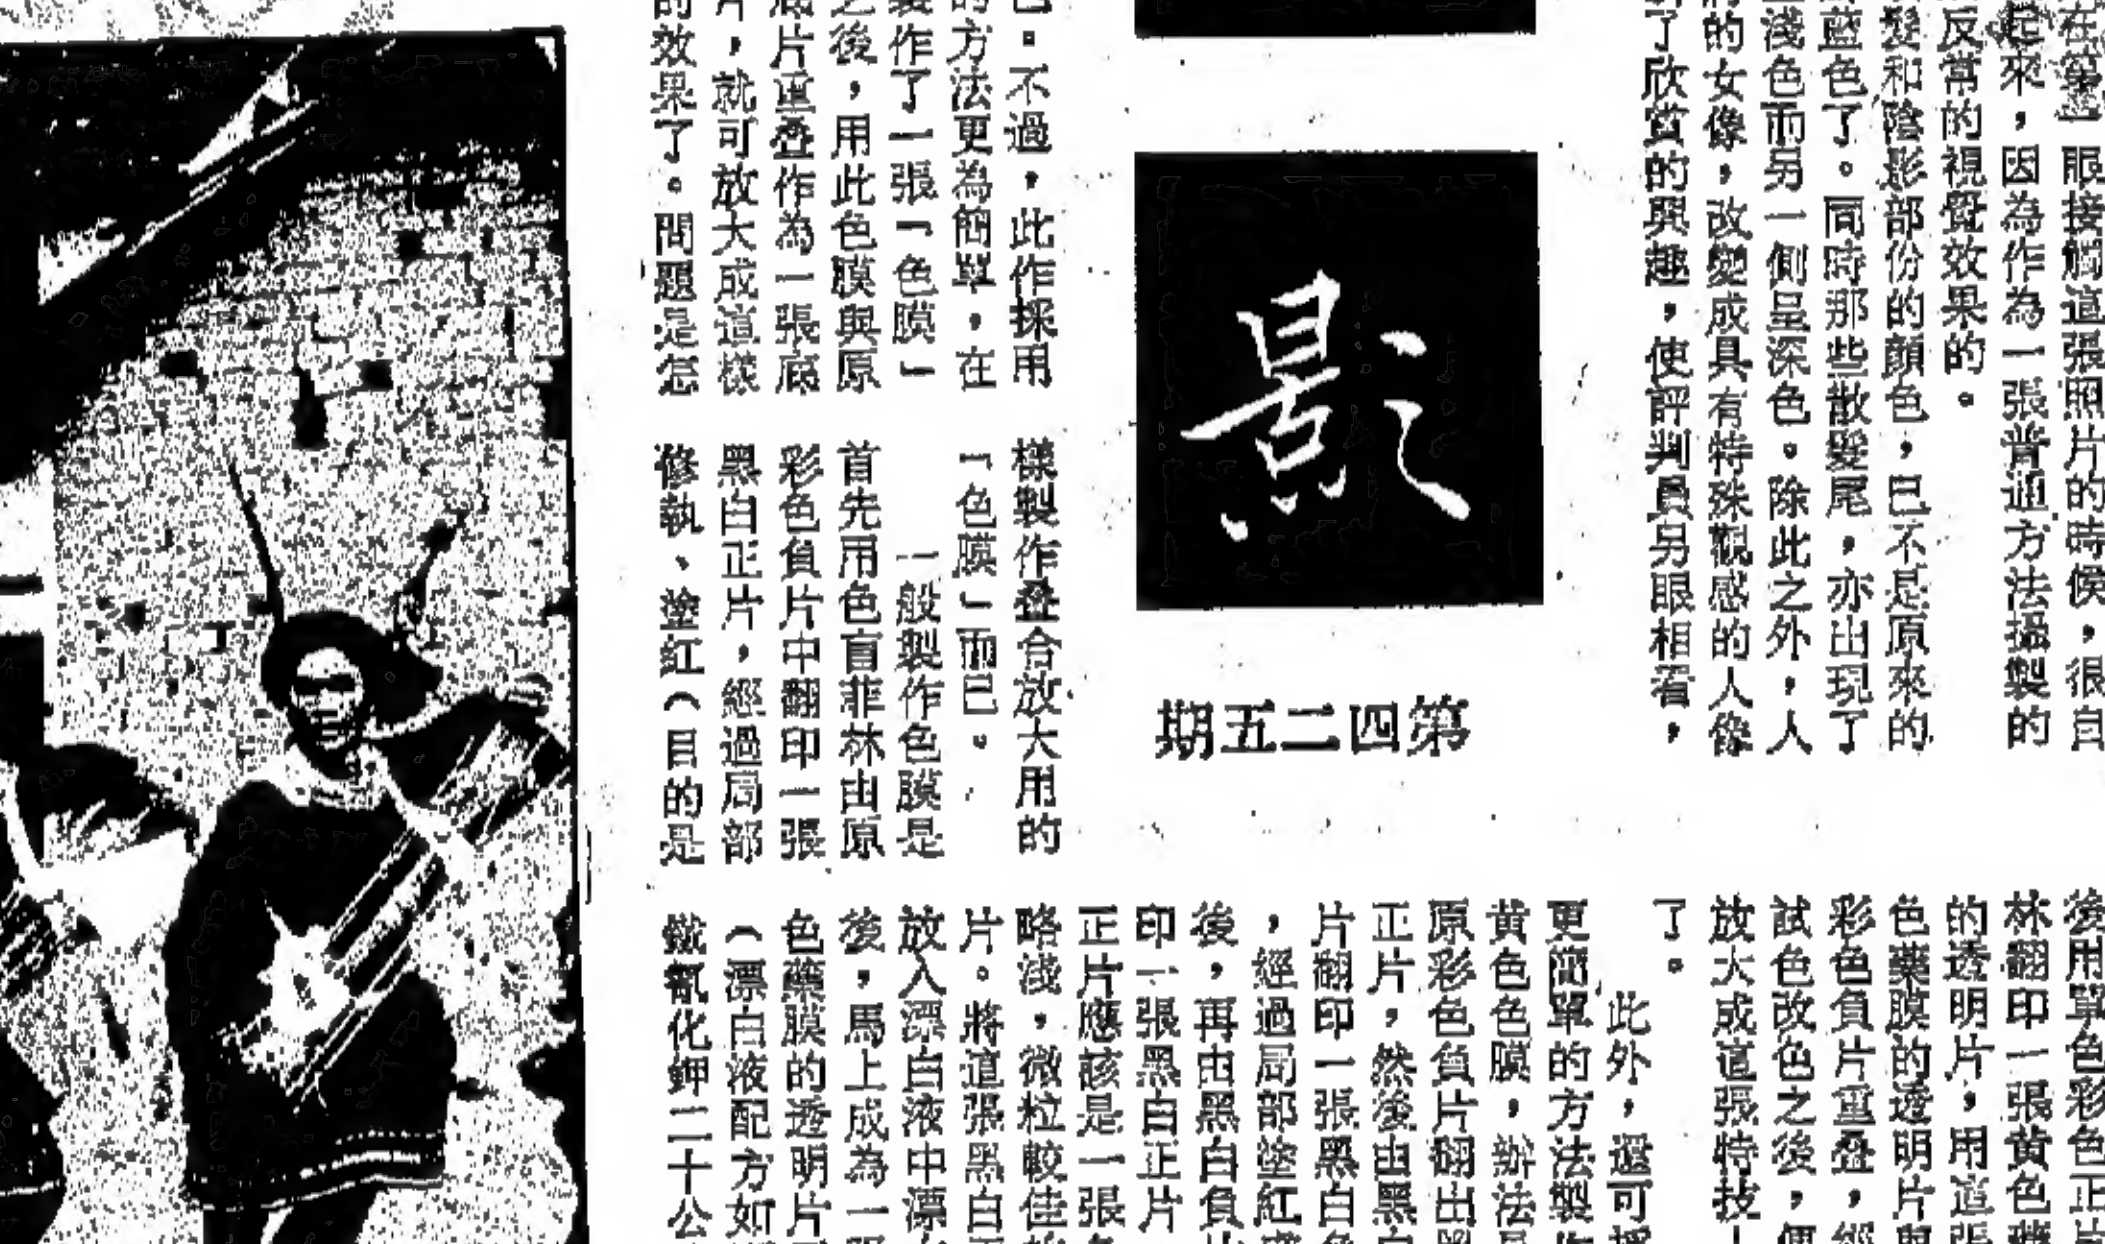 在第一眼接觸這張照片的時侯，很自
起來，因為作為一張普通方法攝製的
反常的視覺效果的。
髮和陰影部份的顏色，已不是原來的
藍色了。同時那些散髮尾，亦出現了
淺色而另一側呈深色。除此之外，人
的女像，改變成具有特殊觀感的人像
了欣賞的興趣，使評判員另眼相看，
影
第四二五期
。不過，此作採用
的方法更為簡單，在
製作了一張「色膜」
之後，用此色膜與原
底片重叠作為一張底
片，就可放大成這樣
的效果了。問題是怎
樣製作叠合放大用的
「色膜」而已。
一般製作色膜是
首先用色盲菲林由原
彩色負片中翻印一張
黑白正片，經過局部
修執、塗紅（目的是
後用單色彩色正片
林翻印一張黃色
的透明片，用這張
色藥膜的透明片與
彩色負片重叠，經
試色改色之後，便
放大成這張特技
了。
此外，還可採
更簡單的方法製
黃色色膜，辦法
原彩色負片翻出
正片，然後由黑
片翻印一張黑白
，經過局部塗紅
後，再由黑白負
印一張黑白正片
正片應該是一張
略淺，微粒較佳
片。將這張黑白
放入漂白液中漂
後，馬上成為一
色藥膜的透明片
（漂白液配方如
鐵氰化鉀二十公